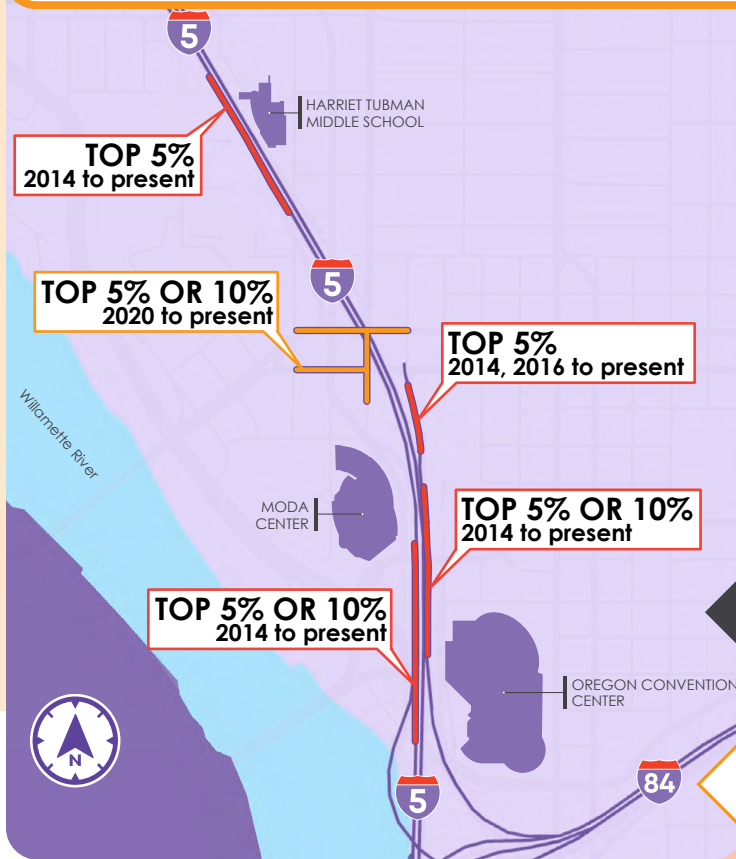 5
HARRIET TUBMAN
MIDDLE SCHOOL
TOP 5%
2014 to present
5
TOP 5% OR 10%
2020 to present
TOP 5%
2014, 2016 to present
Willamette River
MODA
CENTER
TOP 5% OR 10%
2014 to present
TOP 5% OR 10%
2014 to present
OREGON CONVENTION
CENTER
N
5
84